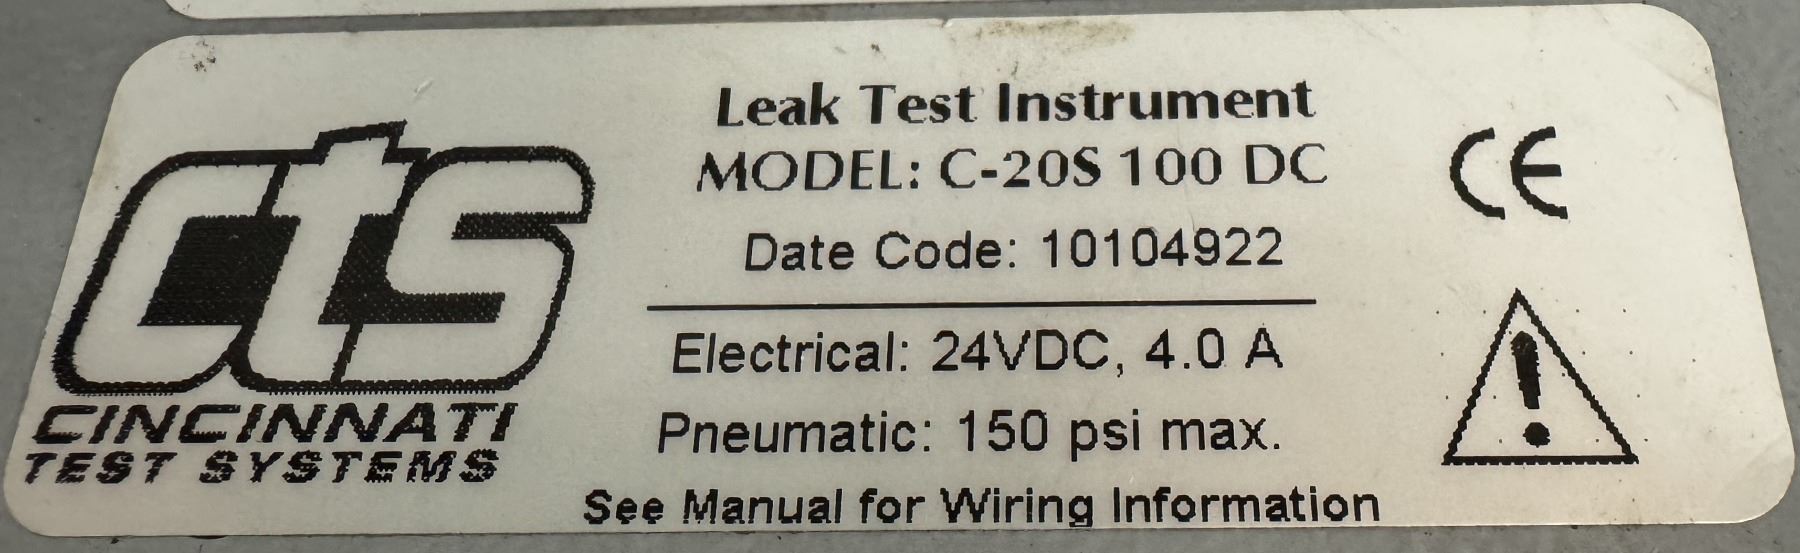 cts
CINCINNATI
TEST SYSTEMS
Leak Test Instrument
MODEL: C-20S 100 DC
Date Code: 10104922
Electrical: 24VDC, 4.0 A
Pneumatic: 150 psi max.
See Manual for Wiring Information
CE
!